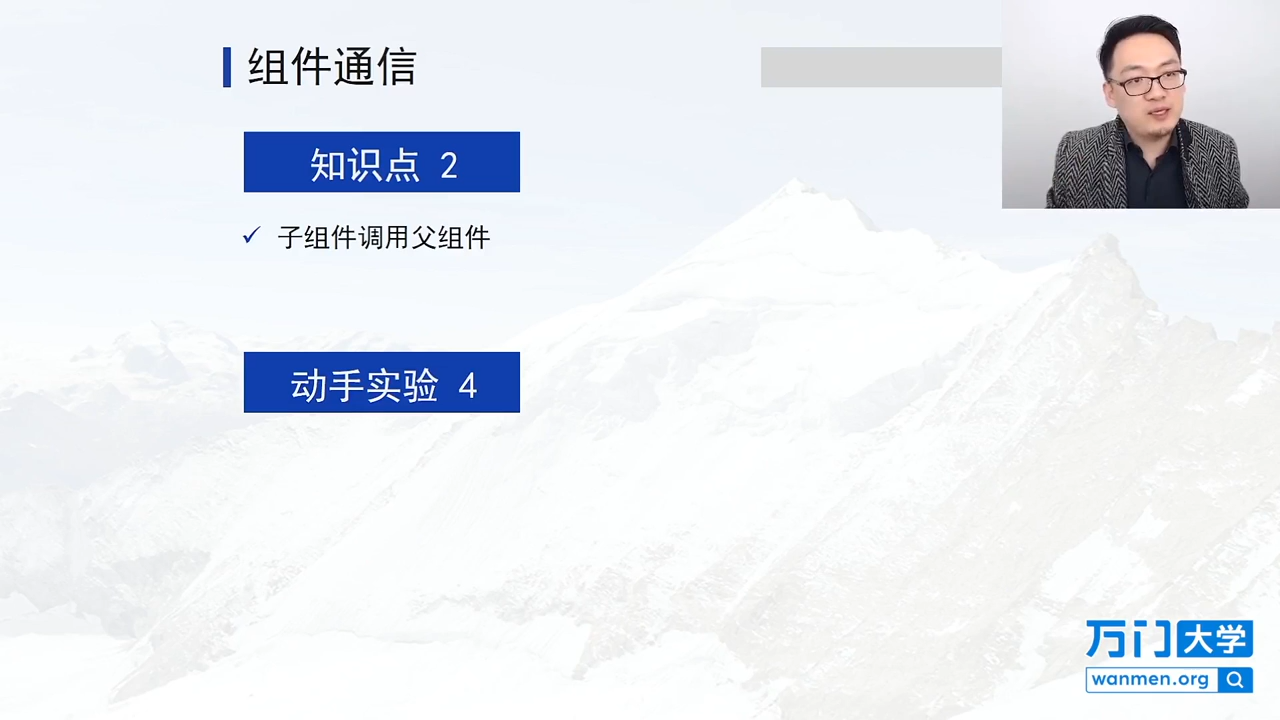 组件通信
知识点 2
✓ 子组件调用父组件
动手实验 4
万门大学
wanmen.org